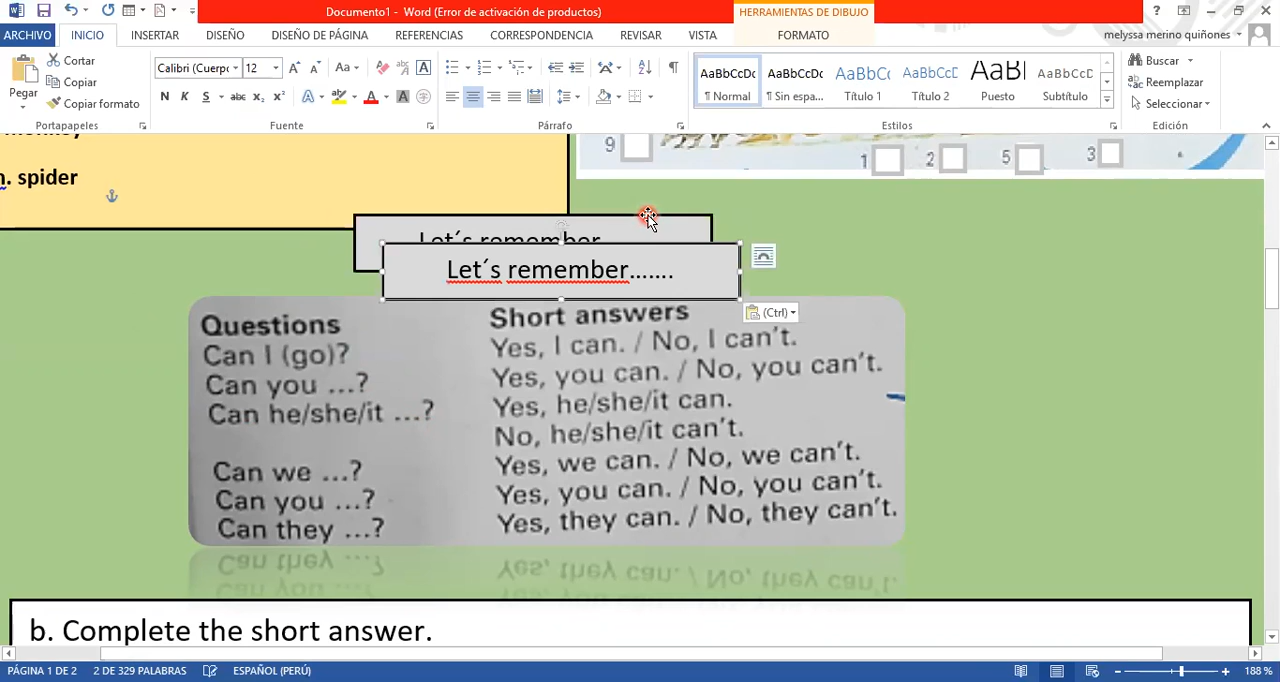 Documento1 - Word (Error de activación de productos)
HERRAMIENTAS DE DIBUJO
ARCHIVO INICIO INSERTAR DISEÑO DISEÑO DE PÁGINA REFERENCIAS CORRESPONDENCIA REVISAR VISTA FORMATO melyssa merino quiñones
Pegar
Cortar
Copiar
Copiar formato
Portapapeles
Calibri (Cuerpo 12
N K S abc x₂ x²
Fuente
Párrafo
AaBbCcDc
¶ Normal
AaBbCcDc
¶ Sin espa...
AaBbCc
Título 1
AaBbCcD
Título 2
AaBl
Puesto
AaBbCcD
Subtítulo
Estilos
Buscar
Reemplazar
Seleccionar
Edición
monkey
n. spider
9
1 2 5 3
Let´s remember
Let´s remember.......
(Ctrl)
Questions Short answers
Can I (go)? Yes, I can. / No, I can't.
Can you ...? Yes, you can. / No, you can't.
Can he/she/it ...? Yes, he/she/it can.
No, he/she/it can't.
Can we ...? Yes, we can. / No, we can't.
Can you ...? Yes, you can. / No, you can't.
Can they ...? Yes, they can. / No, they can't.
b. Complete the short answer.
PÁGINA 1 DE 2 2 DE 329 PALABRAS ESPAÑOL (PERÚ) 188 %